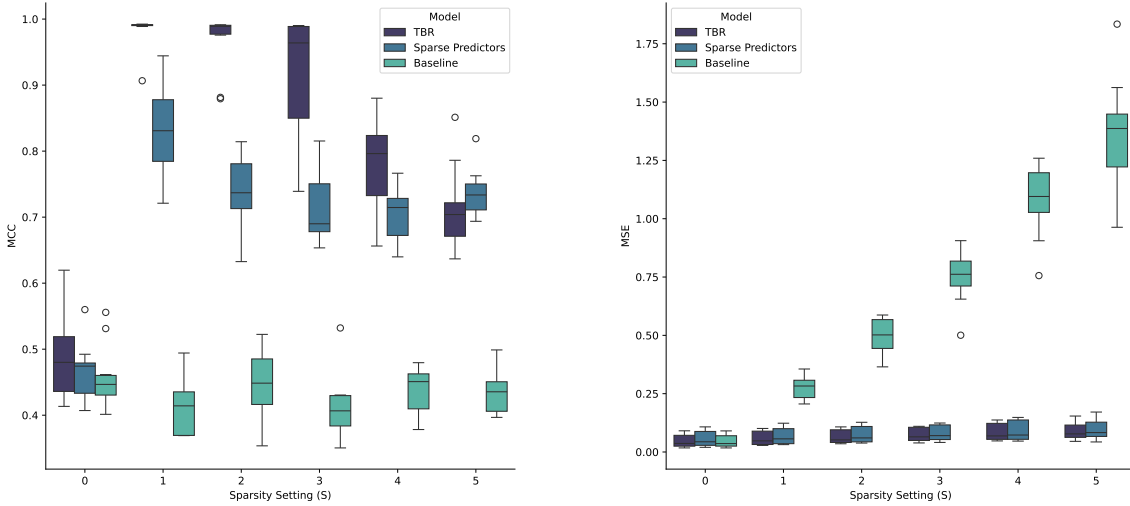 Model
TBR
Sparse Predictors
Baseline
1.0
0.9
0.8
0.7
0.6
0.5
0.4
MCC
0 1 2 3 4 5
Sparsity Setting (S)
Model
TBR
Sparse Predictors
Baseline
1.75
1.50
1.25
1.00
0.75
0.50
0.25
0.00
MSE
0 1 2 3 4 5
Sparsity Setting (S)